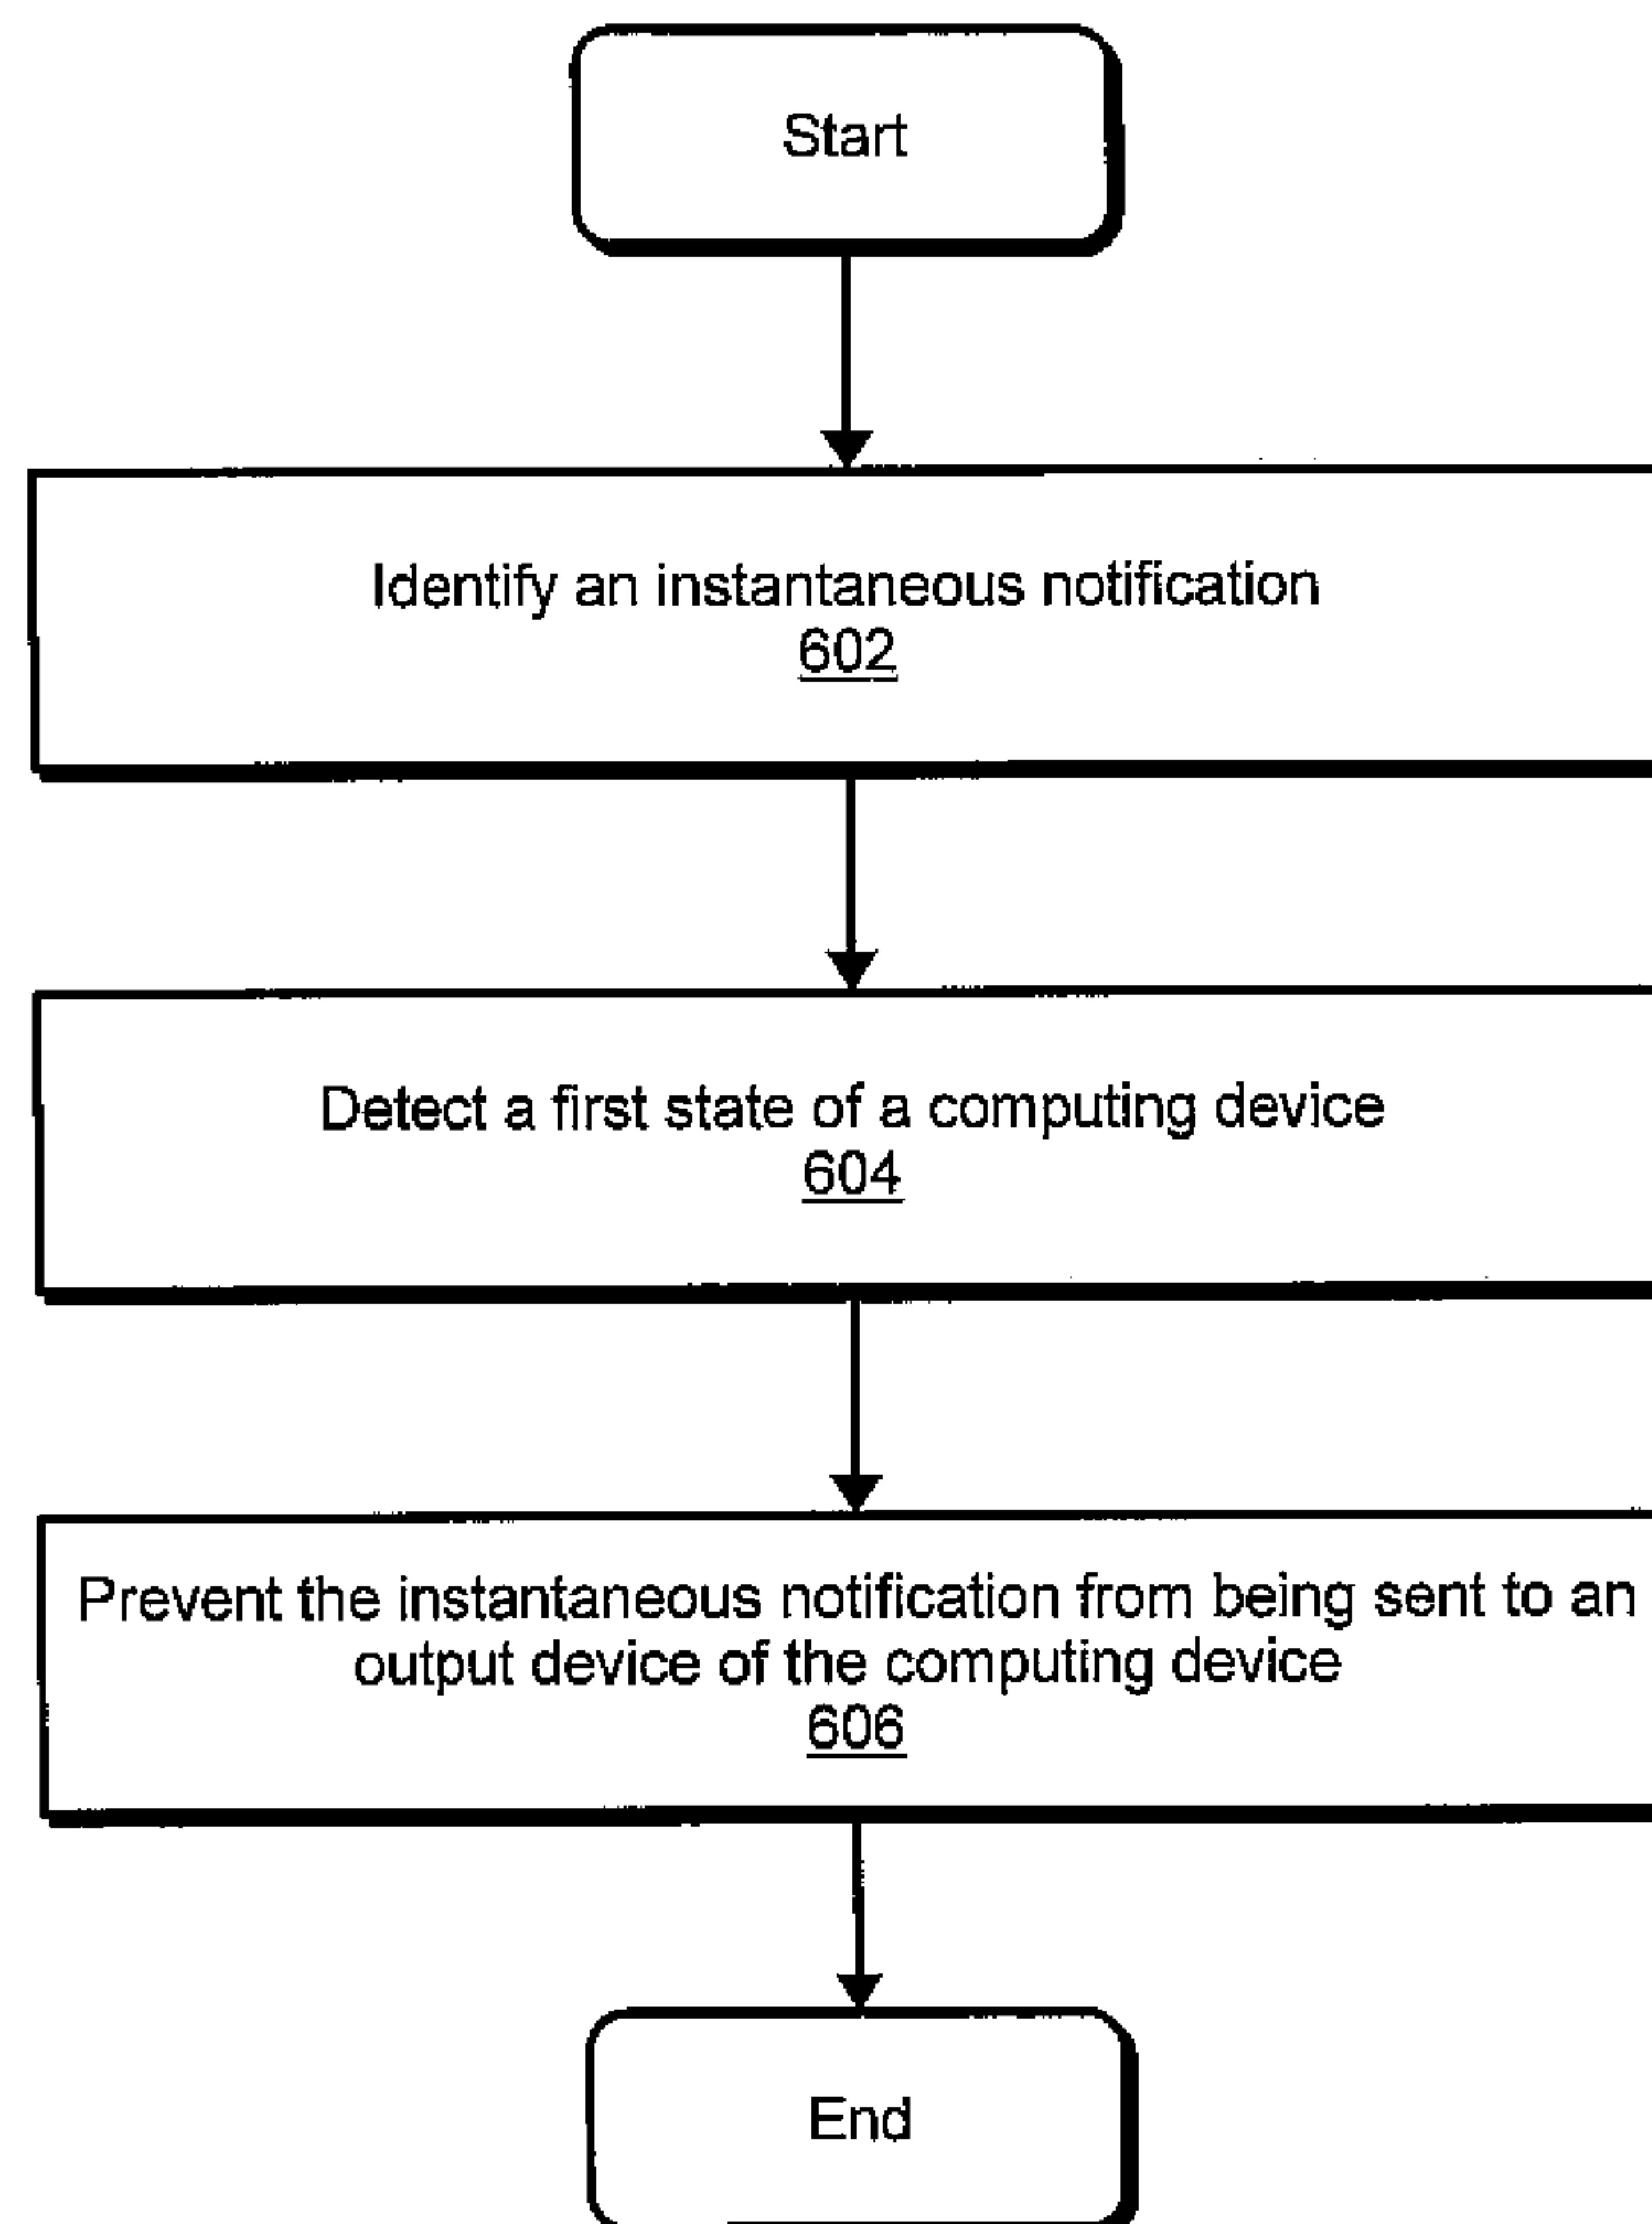 Start
Identify an instantaneous notification
602
Detect a first state of a computing device
604
Prevent the instantaneous notification from being sent to an
output device of the computing device
606
End